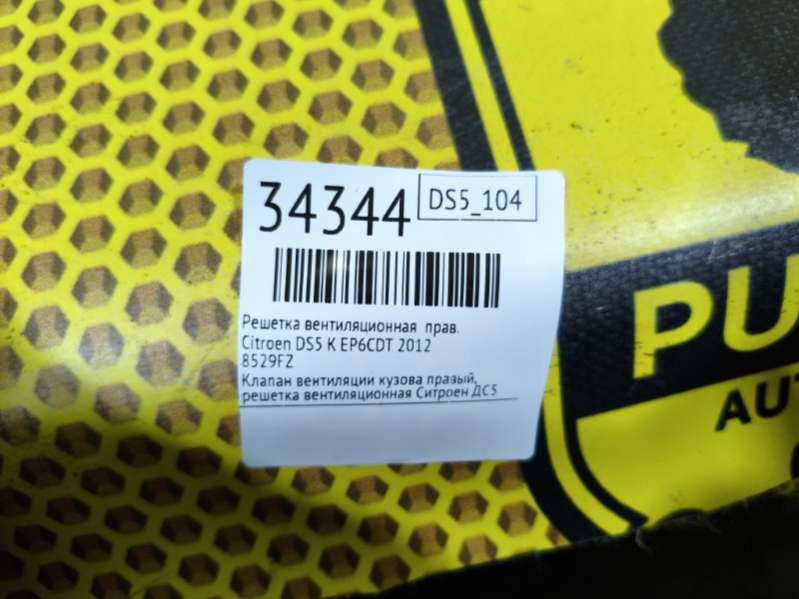 34344
DS5_104
Решетка вентиляционная прав.
Citroen DS5 K EP6CDT 2012
8529FZ
Клапан вентиляции кузова правый,
решетка вентиляционная Ситроен ДС5
PU
AUT